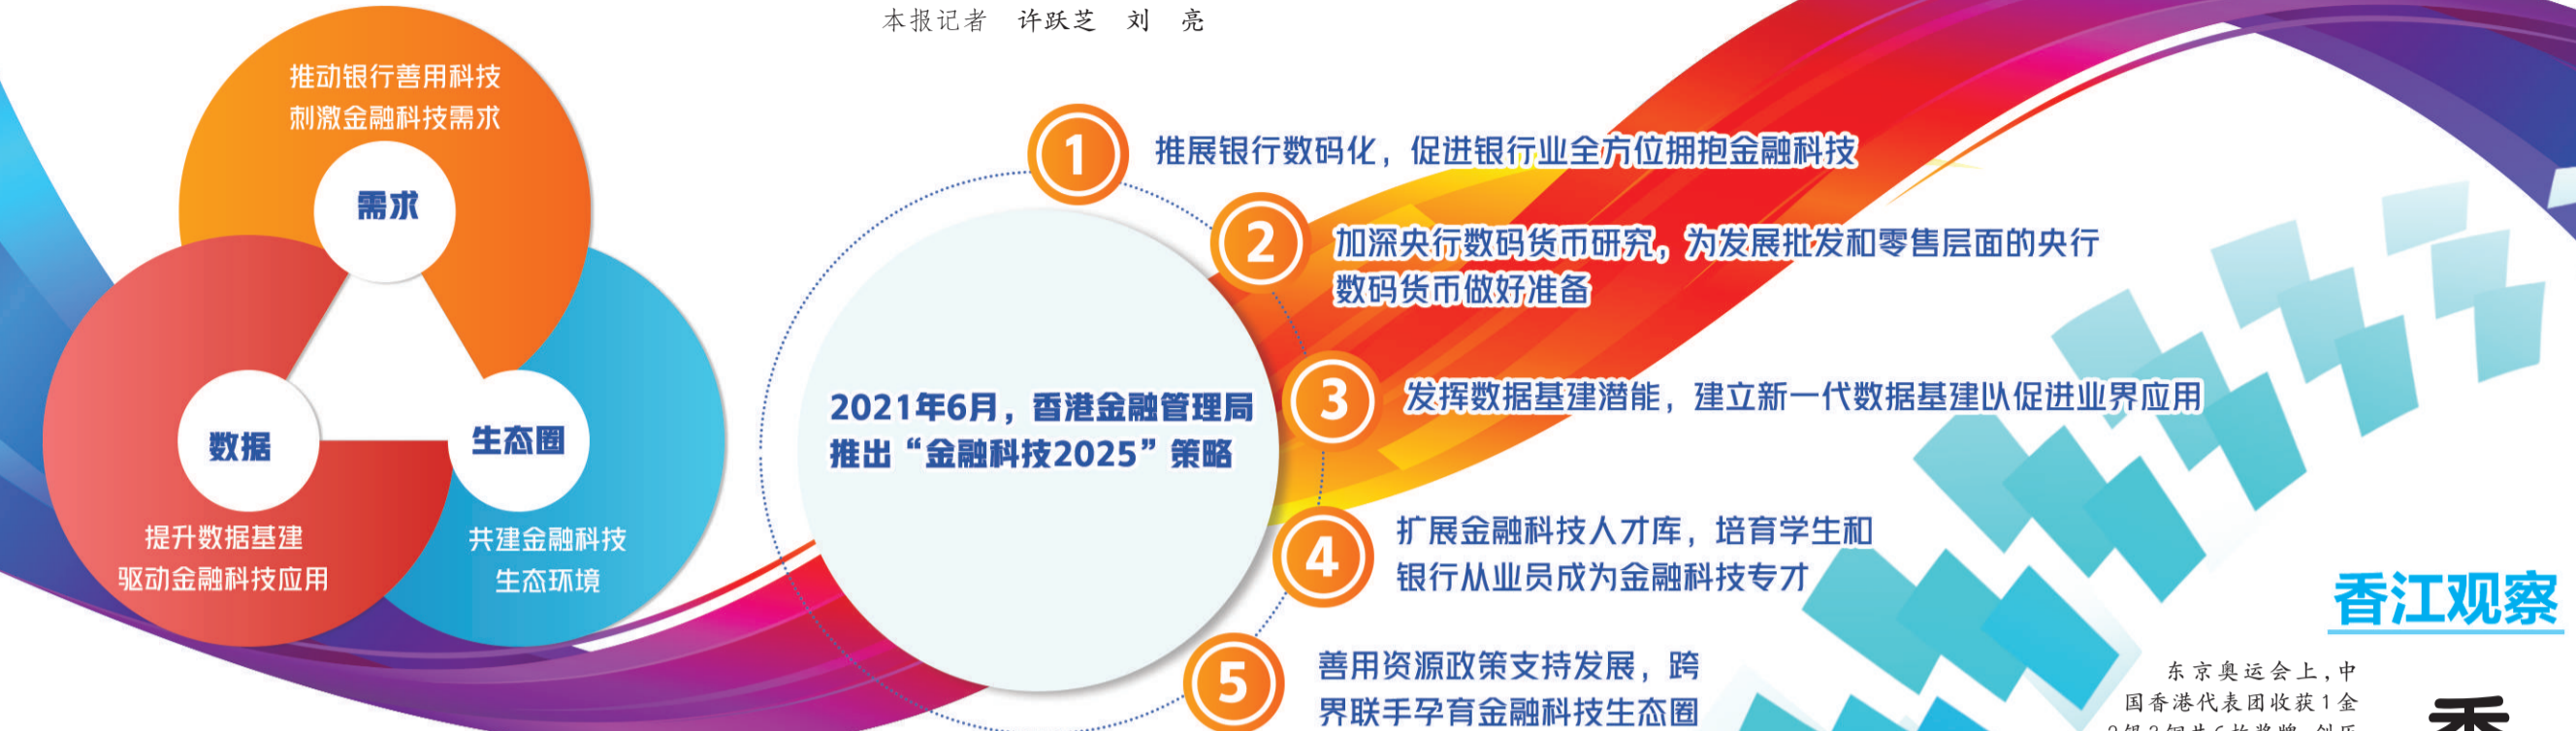 本报记者 许跃芝 刘 亮
推动银行善用科技
刺激金融科技需求
需求
数据
提升数据基建
驱动金融科技应用
生态圈
共建金融科技
生态环境
2021年6月，香港金融管理局
推出“金融科技2025”策略
1
推展银行数码化，促进银行业全方位拥抱金融科技
2
加深央行数码货币研究，为发展批发和零售层面的央行
数码货币做好准备
3
发挥数据基建潜能，建立新一代数据基建以促进业界应用
4
扩展金融科技人才库，培育学生和
银行从业员成为金融科技专才
5
善用资源政策支持发展，跨
界联手孕育金融科技生态圈
香江观察
东京奥运会上，中
国香港代表团收获1金